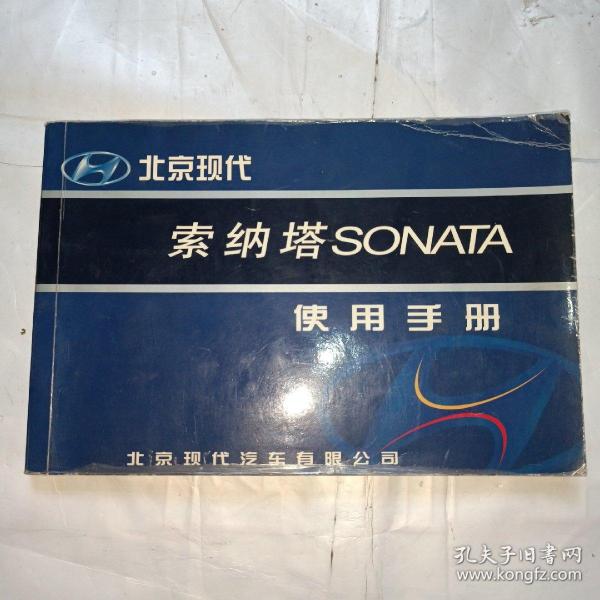 北京现代
索纳塔SONATA
使用手册
北京现代汽车有限公司
孔夫子旧书网
www.kongfz.com